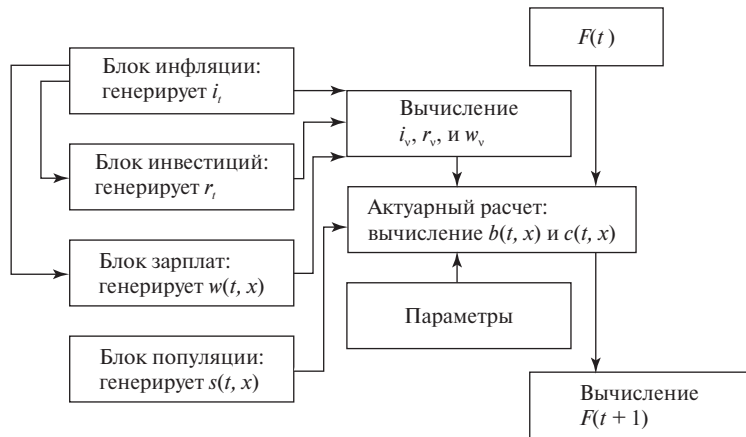 Блок инфляции:
генерирует i_t
Блок инвестиций:
генерирует r_t
Блок зарплат:
генерирует w(t, x)
Блок популяции:
генерирует s(t, x)
F(t)
Вычисление
i_v, r_v, и w_v
Актуарный расчет:
вычисление b(t, x) и c(t, x)
Параметры
Вычисление
F(t + 1)